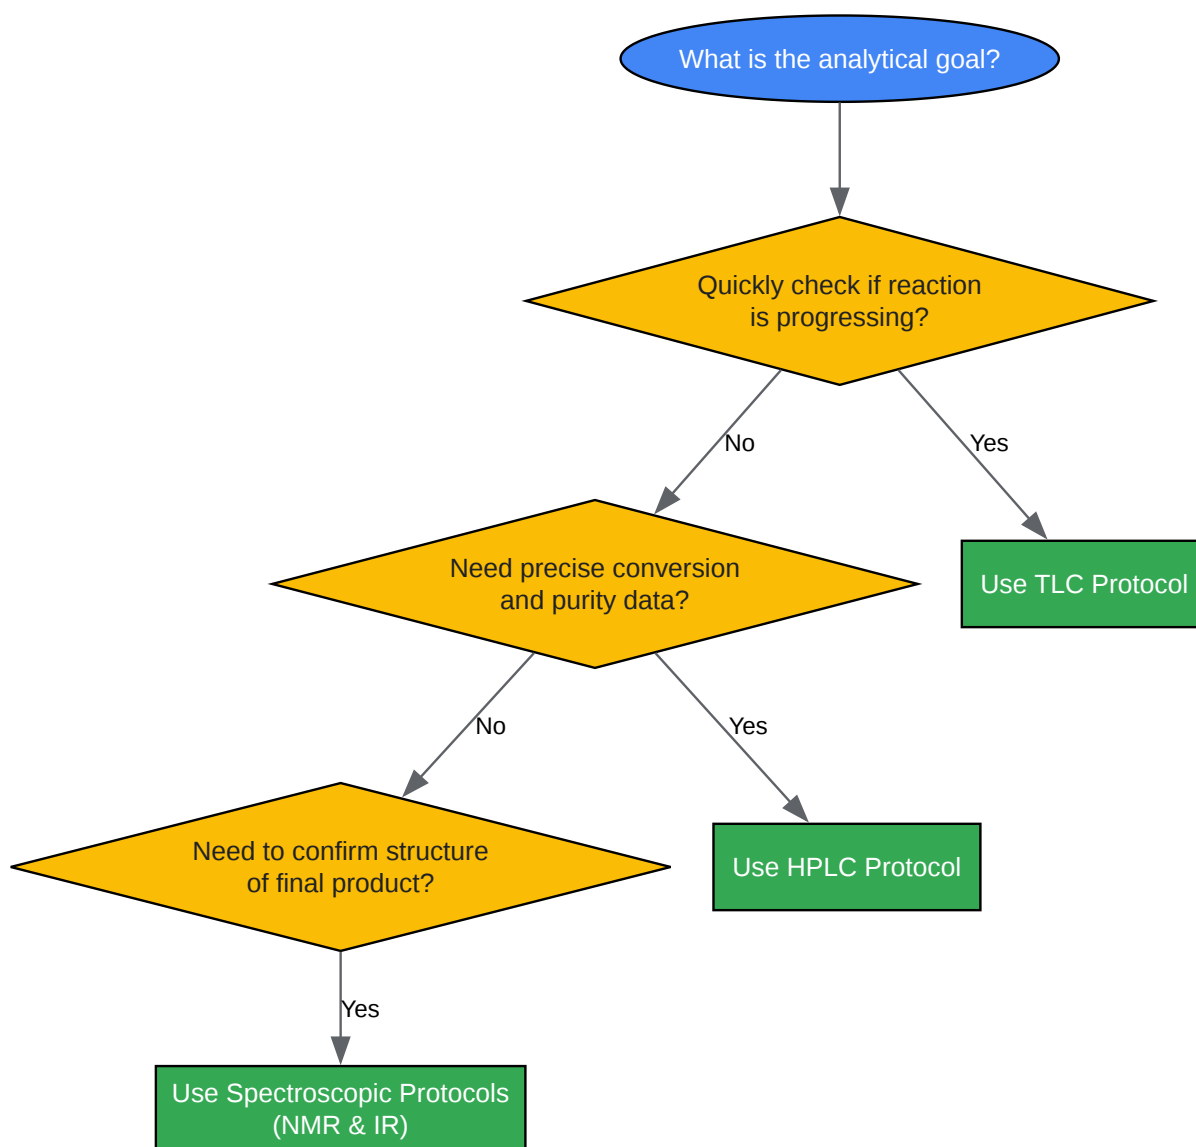 What is the analytical goal?
Quickly check if reaction
is progressing?
No
Yes
Need precise conversion
and purity data?
Use TLC Protocol
No
Yes
Need to confirm structure
of final product?
Use HPLC Protocol
Yes
Use Spectroscopic Protocols
(NMR & IR)